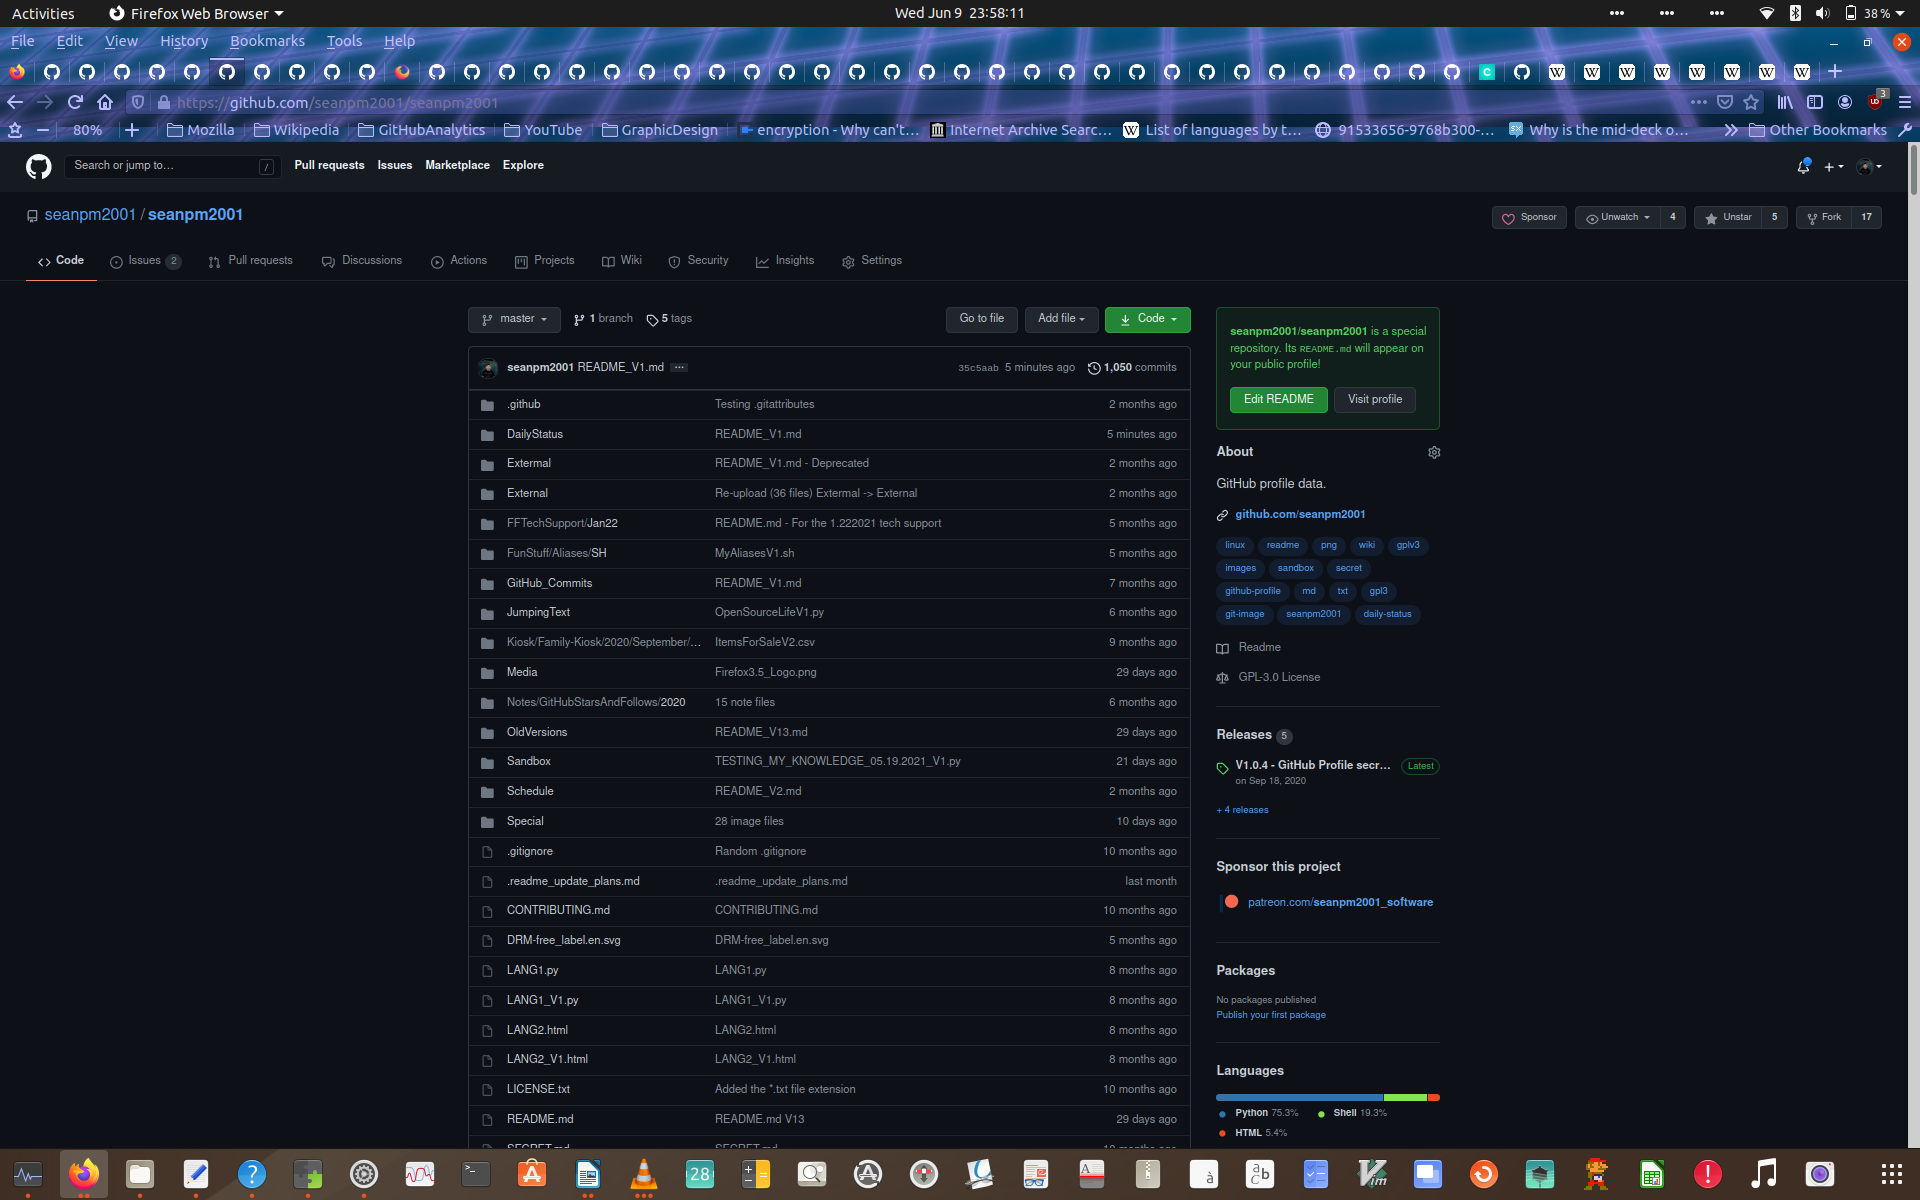 Activities Firefox Web Browser Wed Jun 9 23:58:11 38%
File Edit View History Bookmarks Tools Help
https://github.com/seanpm2001/seanpm2001 3
80% Mozilla Wikipedia GitHubAnalytics YouTube GraphicDesign encryption - Why can't… Internet Archive Searc… List of languages by t… 91533656-9768b300-… Why is the mid-deck o… Other Bookmarks
Search or jump to… / Pull requests Issues Marketplace Explore
seanpm2001 / seanpm2001 Sponsor Unwatch 4 Unstar 5 Fork 17
Code Issues 2 Pull requests Discussions Actions Projects Wiki Security Insights Settings
master 1 branch 5 tags Go to file Add file Code
seanpm2001 README_V1.md 35c5aab 5 minutes ago 1,050 commits
.github Testing .gitattributes 2 months ago
DailyStatus README_V1.md 5 minutes ago
Extermal README_V1.md - Deprecated 2 months ago
External Re-upload (36 files) Extermal -> External 2 months ago
FFTechSupport/Jan22 README.md - For the 1.222021 tech support 5 months ago
FunStuff/Aliases/SH MyAliasesV1.sh 5 months ago
GitHub_Commits README_V1.md 7 months ago
JumpingText OpenSourceLifeV1.py 6 months ago
Kiosk/Family-Kiosk/2020/September/… ItemsForSaleV2.csv 9 months ago
Media Firefox3.5_Logo.png 29 days ago
Notes/GitHubStarsAndFollows/2020 15 note files 6 months ago
OldVersions README_V13.md 29 days ago
Sandbox TESTING_MY_KNOWLEDGE_05.19.2021_V1.py 21 days ago
Schedule README_V2.md 2 months ago
Special 28 image files 10 days ago
.gitignore Random .gitignore 10 months ago
.readme_update_plans.md .readme_update_plans.md last month
CONTRIBUTING.md CONTRIBUTING.md 10 months ago
DRM-free_label.en.svg DRM-free_label.en.svg 5 months ago
LANG1.py LANG1.py 8 months ago
LANG1_V1.py LANG1_V1.py 8 months ago
LANG2.html LANG2.html 8 months ago
LANG2_V1.html LANG2_V1.html 8 months ago
LICENSE.txt Added the *.txt file extension 10 months ago
README.md README.md V13 29 days ago
SECRET.md SECRET.md 10 months ago
seanpm2001/seanpm2001 is a special
repository. Its README.md will appear on
your public profile!
Edit README Visit profile
About
GitHub profile data.
github.com/seanpm2001
linux readme png wiki gplv3
images sandbox secret
github-profile md txt gpl3
git-image seanpm2001 daily-status
Readme
GPL-3.0 License
Releases 5
V1.0.4 - GitHub Profile secr… Latest
on Sep 18, 2020
+ 4 releases
Sponsor this project
patreon.com/seanpm2001_software
Packages
No packages published
Publish your first package
Languages
Python 75.3% Shell 19.3%
HTML 5.4%
28